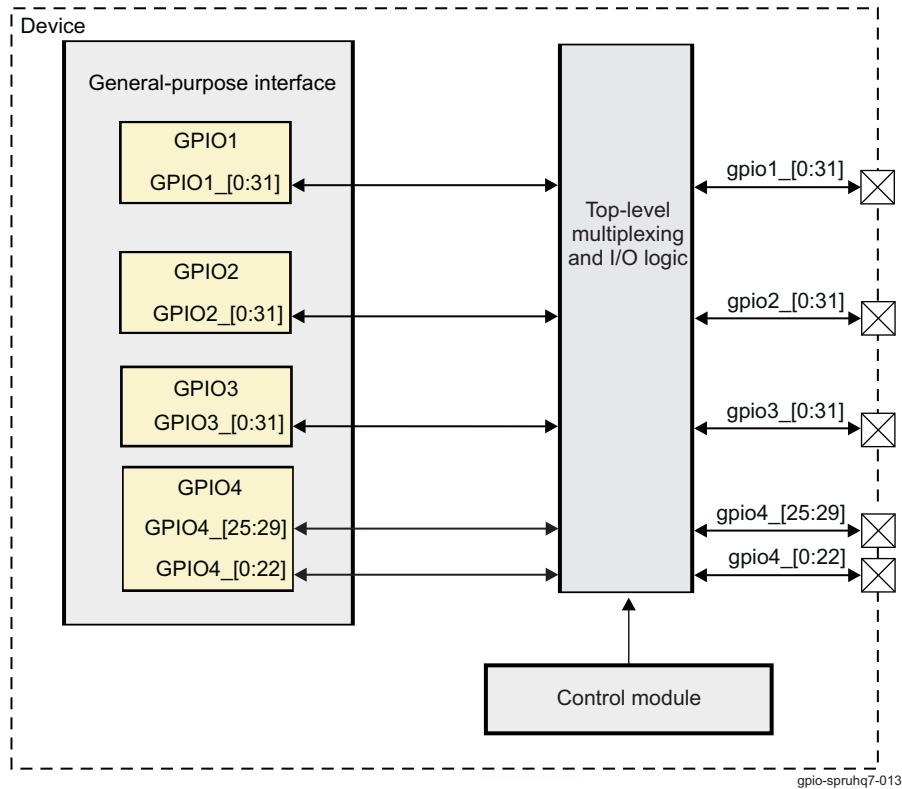 Device
General-purpose interface
GPIO1
GPIO1_[0:31]
gpio1_[0:31]
Top-level
multiplexing
and I/O logic
GPIO2
GPIO2_[0:31]
gpio2_[0:31]
GPIO3
GPIO3_[0:31]
gpio3_[0:31]
GPIO4
GPIO4_[25:29]
gpio4_[25:29]
GPIO4_[0:22]
gpio4_[0:22]
Control module
gpio-spruhq7-013